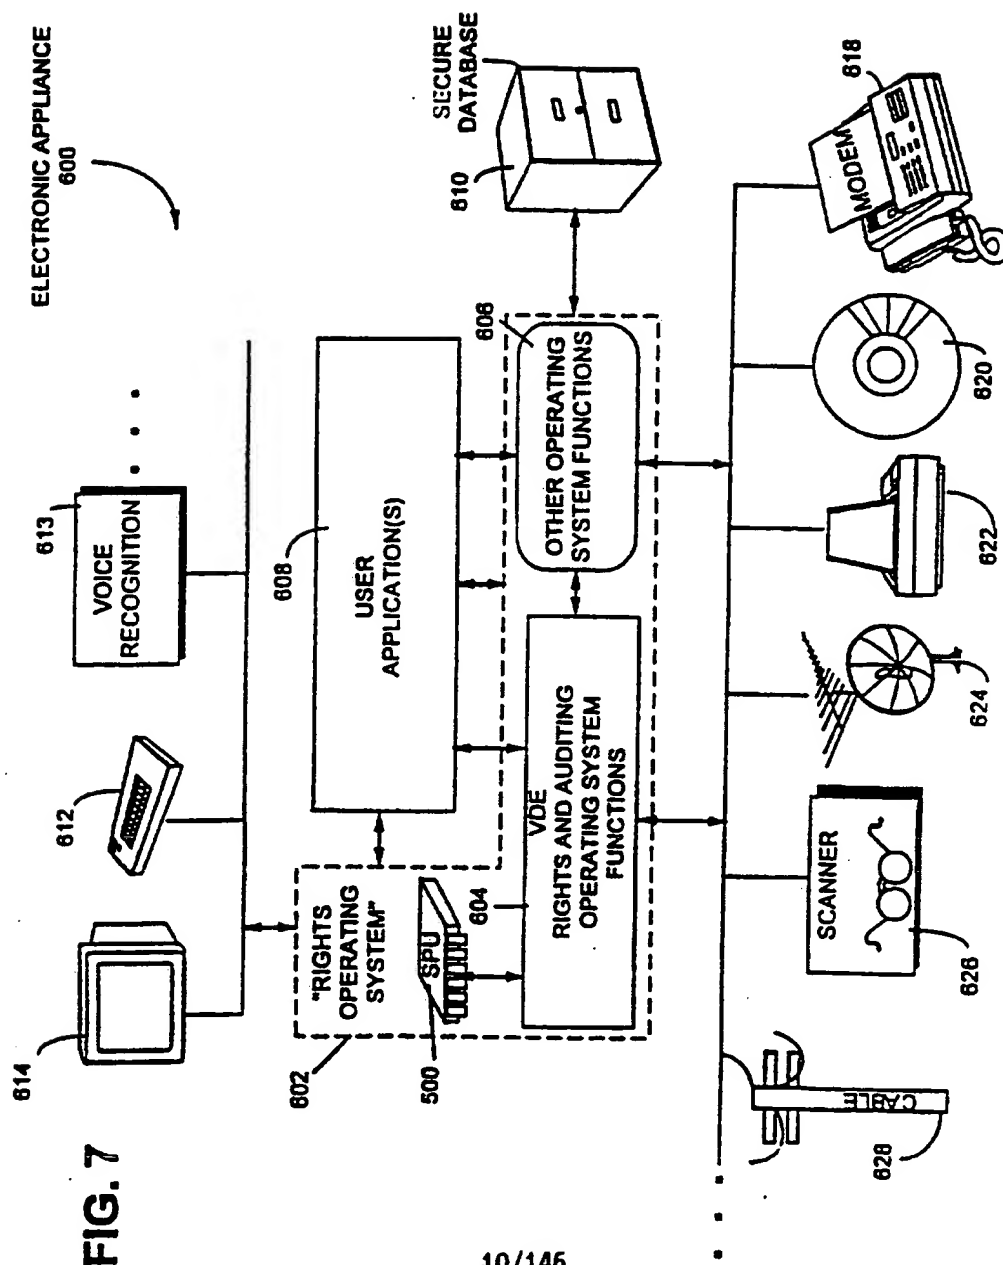 FIG. 7
ELECTRONIC APPLIANCE
600
614
612
613
VOICE
RECOGNITION
602
"RIGHTS
OPERATING
SYSTEM"
608
USER
APPLICATION(S)
SECURE
DATABASE
610
500
SPU
604
VDE
RIGHTS AND AUDITING
OPERATING SYSTEM
FUNCTIONS
606
OTHER OPERATING
SYSTEM FUNCTIONS
CABLE
628
SCANNER
626
624
622
620
MODEM
618
10/146